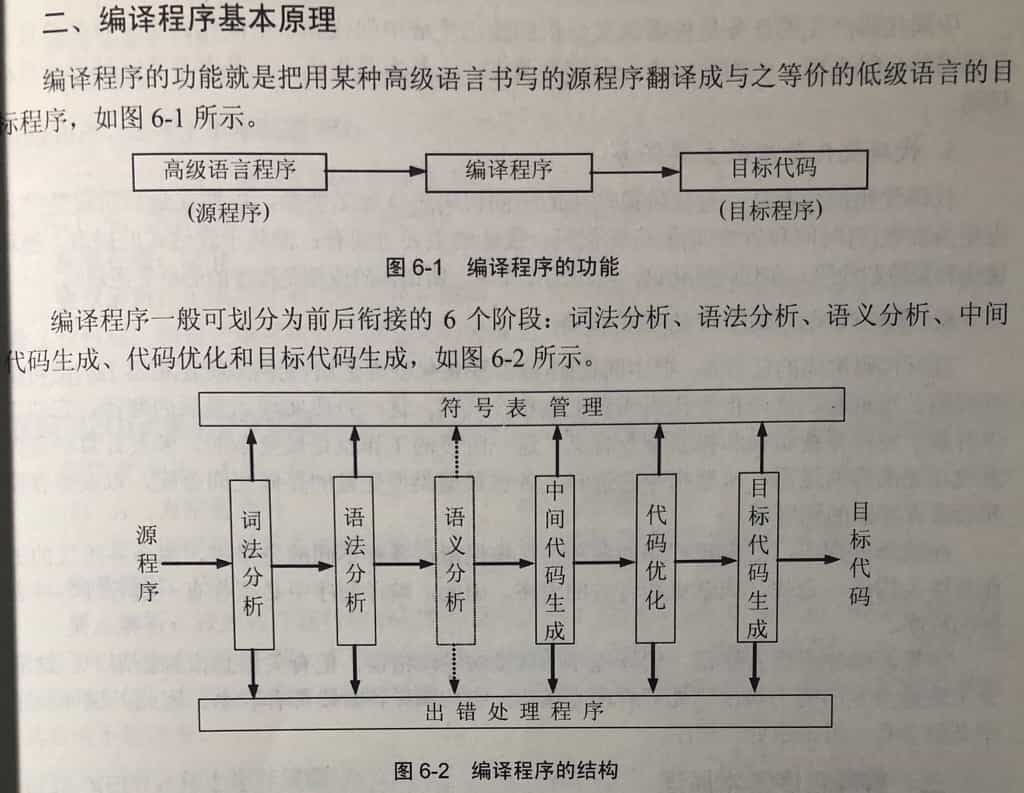 二、编译程序基本原理
编译程序的功能就是把用某种高级语言书写的源程序翻译成与之等价的低级语言的目
标程序，如图 6-1 所示。
高级语言程序
编译程序
目标代码
(源程序)
(目标程序)
图 6-1 编译程序的功能
编译程序一般可划分为前后衔接的 6 个阶段：词法分析、语法分析、语义分析、中间
代码生成、代码优化和目标代码生成，如图 6-2 所示。
符号表 管理
源程序
词法分析
语法分析
语义分析
中间代码生成
代码优化
目标代码生成
目标代码
出错处理程序
图 6-2 编译程序的结构